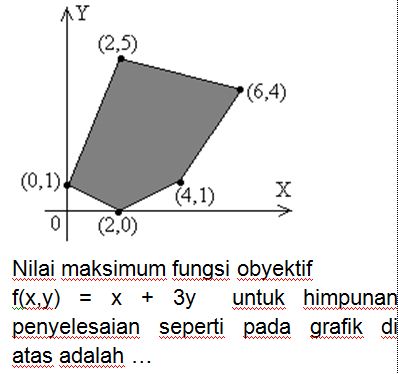 Y
(2,5)
(6,4)
(0,1)
(4,1)
X
0
(2,0)
Nilai maksimum fungsi obyektif
f(x,y) = x + 3y untuk himpunan
penyelesaian seperti pada grafik di
atas adalah …